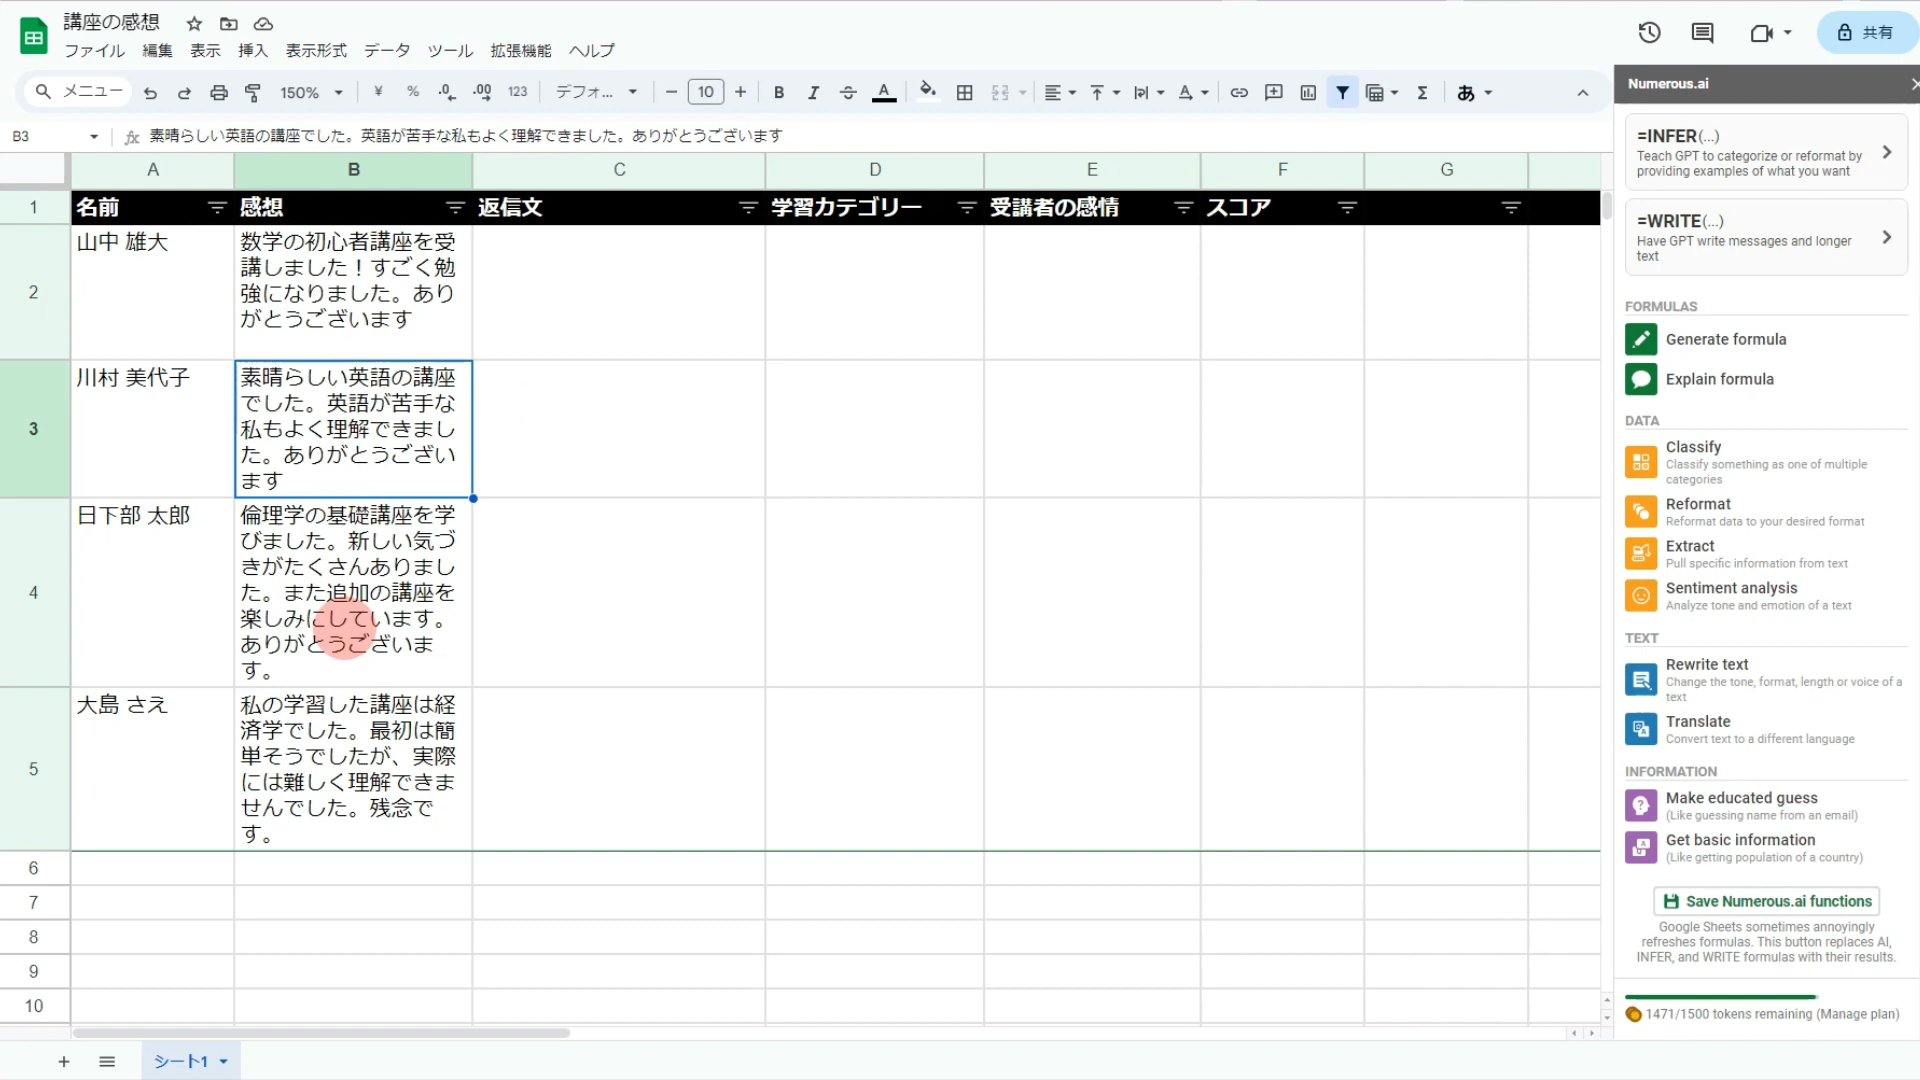 講座の感想
ファイル 編集 表示 挿入 表示形式 データ ツール 拡張機能 ヘルプ
共有
メニュー 150% ¥ % .0 .00 123 デフォ... 10 B I A あ
B3 fx 素晴らしい英語の講座でした。英語が苦手な私もよく理解できました。ありがとうございます
A B C D E F G
1 名前 感想 返信文 学習カテゴリー 受講者の感情 スコア
2 山中 雄大
数学の初心者講座を受
講しました！すごく勉
強になりました。あり
がとうございます
3 川村 美代子
素晴らしい英語の講座
でした。英語が苦手な
私もよく理解できまし
た。ありがとうござい
ます
4 日下部 太郎
倫理学の基礎講座を学
びました。新しい気づ
きがたくさんありまし
た。また追加の講座を
楽しみにしています。
ありがとうございま
す。
5 大島 さえ
私の学習した講座は経
済学でした。最初は簡
単そうでしたが、実際
には難しく理解できま
せんでした。残念で
す。
6
7
8
9
10
シート1
Numerous.ai
=INFER(...)
Teach GPT to categorize or reformat by
providing examples of what you want
=WRITE(...)
Have GPT write messages and longer
text
FORMULAS
Generate formula
Explain formula
DATA
Classify
Classify something as one of multiple
categories
Reformat
Reformat data to your desired format
Extract
Pull specific information from text
Sentiment analysis
Analyze tone and emotion of a text
TEXT
Rewrite text
Change the tone, format, length or voice of a
text
Translate
Convert text to a different language
INFORMATION
Make educated guess
(Like guessing name from an email)
Get basic information
(Like getting population of a country)
Save Numerous.ai functions
Google Sheets sometimes annoyingly
refreshes formulas. This button replaces AI,
INFER, and WRITE formulas with their results.
1471/1500 tokens remaining (Manage plan)